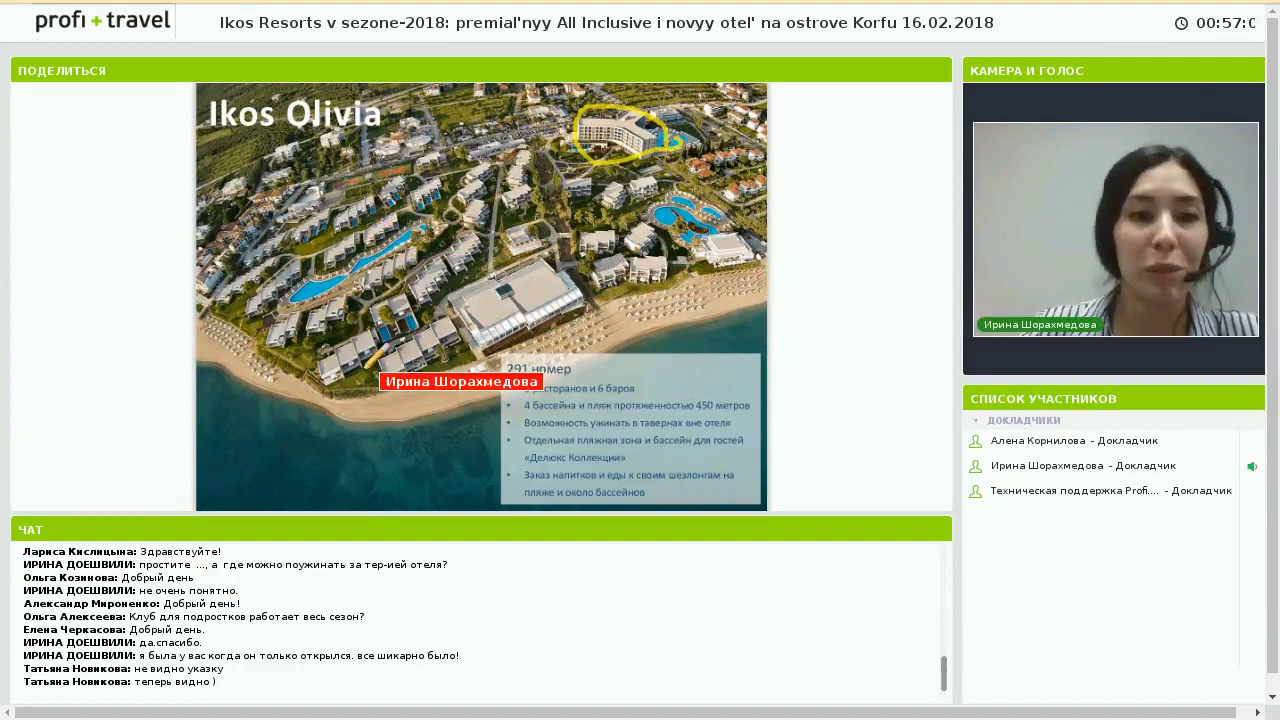 profi + travel
Ikos Resorts v sezone-2018: premial'nyy All Inclusive i novyy otel' na ostrove Korfu 16.02.2018
00:57:0
ПОДЕЛИТЬСЯ
КАМЕРА И ГОЛОС
Ikos Olivia
291 номер
ресторанов и 6 баров
• 4 бассейна и пляж протяженностью 450 метров
• Возможность ужинать в тавернах вне отеля
• Отдельная пляжная зона и бассейн для гостей
«Делюкс Коллекции»
• Заказ напитков и еды к своим шезлонгам на
пляже и около бассейнов
Ирина Шорахмедова
Ирина Шорахмедова
СПИСОК УЧАСТНИКОВ
ДОКЛАДЧИКИ
Алена Корнилова - Докладчик
Ирина Шорахмедова - Докладчик
Техническая поддержка Profi.... - Докладчик
ЧАТ
Лариса Кислицына: Здравствуйте!
ИРИНА ДОЕШВИЛИ: простите ..., а где можно поужинать за тер-ией отеля?
Ольга Козинова: Добрый день
ИРИНА ДОЕШВИЛИ: не очень понятно.
Александр Мироненко: Добрый день!
Ольга Алексеева: Клуб для подростков работает весь сезон?
Елена Черкасова: Добрый день.
ИРИНА ДОЕШВИЛИ: да.спасибо.
ИРИНА ДОЕШВИЛИ: я была у вас когда он только открылся. все шикарно было!
Татьяна Новикова: не видно указку
Татьяна Новикова: теперь видно )